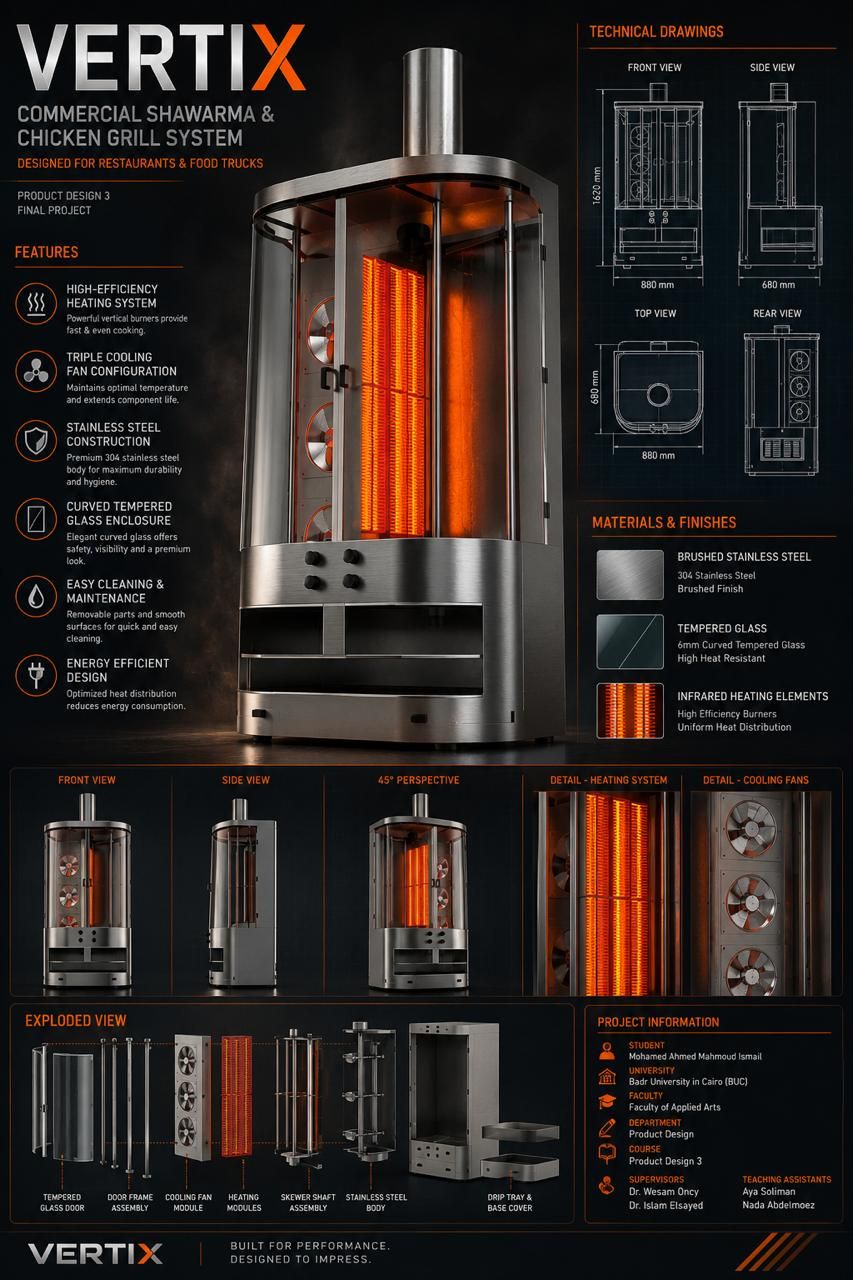 VERTIX
COMMERCIAL SHAWARMA &
CHICKEN GRILL SYSTEM
DESIGNED FOR RESTAURANTS & FOOD TRUCKS
PRODUCT DESIGN 3
FINAL PROJECT
FEATURES
HIGH-EFFICIENCY
HEATING SYSTEM
Powerful vertical burners provide
fast & even cooking.
TRIPLE COOLING
FAN CONFIGURATION
Maintains optimal temperature
and extends component life.
STAINLESS STEEL
CONSTRUCTION
Premium 304 stainless steel
body for maximum durability
and hygiene.
CURVED TEMPERED
GLASS ENCLOSURE
Elegant curved glass offers
safety, visibility and a premium
look.
EASY CLEANING &
MAINTENANCE
Removable parts and smooth
surfaces for quick and easy
cleaning.
ENERGY EFFICIENT
DESIGN
Optimized heat distribution
reduces energy consumption.
TECHNICAL DRAWINGS
FRONT VIEW
SIDE VIEW
1620 mm
880 mm
680 mm
TOP VIEW
REAR VIEW
680 mm
880 mm
MATERIALS & FINISHES
BRUSHED STAINLESS STEEL
304 Stainless Steel
Brushed Finish
TEMPERED GLASS
6mm Curved Tempered Glass
High Heat Resistant
INFRARED HEATING ELEMENTS
High Efficiency Burners
Uniform Heat Distribution
FRONT VIEW
SIDE VIEW
45° PERSPECTIVE
DETAIL - HEATING SYSTEM
DETAIL - COOLING FANS
EXPLODED VIEW
TEMPERED
GLASS DOOR
DOOR FRAME
ASSEMBLY
COOLING FAN
MODULE
HEATING
MODULES
SKEWER SHAFT
ASSEMBLY
STAINLESS STEEL
BODY
DRIP TRAY &
BASE COVER
PROJECT INFORMATION
STUDENT
Mohamed Ahmed Mahmoud Ismail
UNIVERSITY
Badr University in Cairo (BUC)
FACULTY
Faculty of Applied Arts
DEPARTMENT
Product Design
COURSE
Product Design 3
SUPERVISORS
Dr. Wesam Oncy
Dr. Islam Elsayed
TEACHING ASSISTANTS
Aya Soliman
Nada Abdelmoez
VERTIX
BUILT FOR PERFORMANCE.
DESIGNED TO IMPRESS.